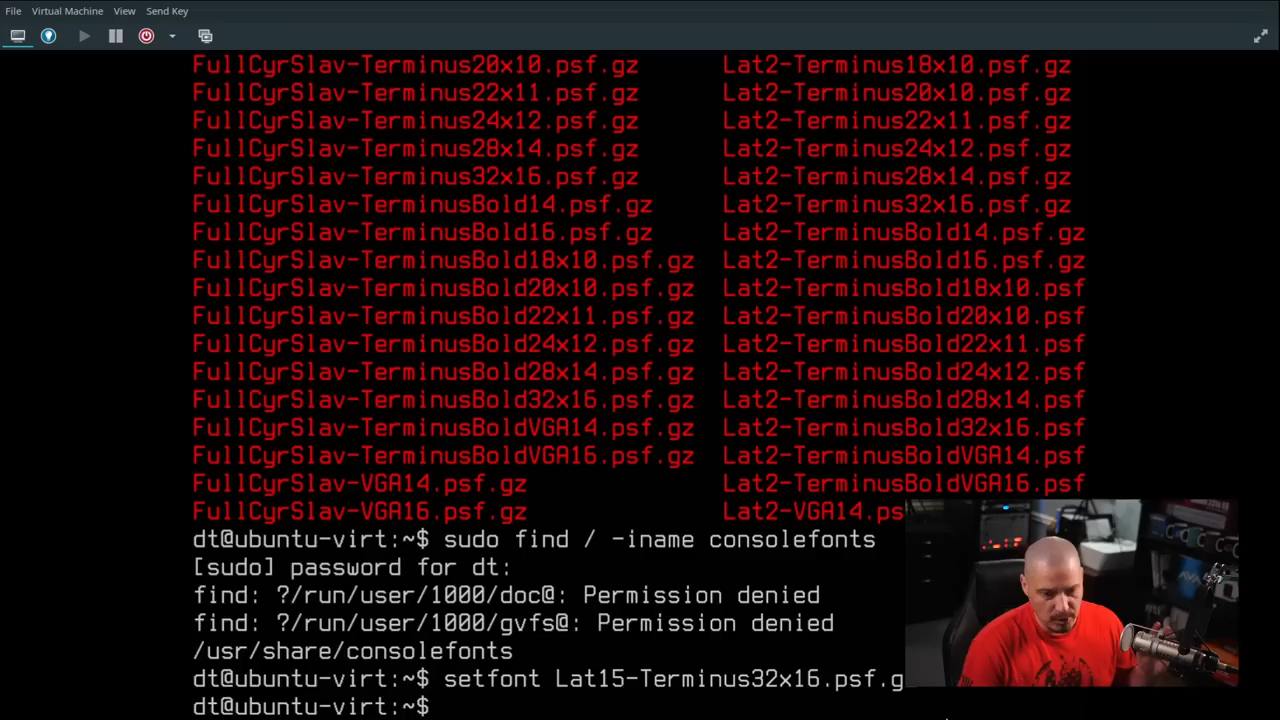 File Virtual Machine View Send Key
FullCyrSlav-Terminus20x10.psf.gz Lat2-Terminus18x10.psf.gz
FullCyrSlav-Terminus22x11.psf.gz Lat2-Terminus20x10.psf.gz
FullCyrSlav-Terminus24x12.psf.gz Lat2-Terminus22x11.psf.gz
FullCyrSlav-Terminus28x14.psf.gz Lat2-Terminus24x12.psf.gz
FullCyrSlav-Terminus32x16.psf.gz Lat2-Terminus28x14.psf.gz
FullCyrSlav-TerminusBold14.psf.gz Lat2-Terminus32x16.psf.gz
FullCyrSlav-TerminusBold16.psf.gz Lat2-TerminusBold14.psf.gz
FullCyrSlav-TerminusBold18x10.psf.gz Lat2-TerminusBold16.psf.gz
FullCyrSlav-TerminusBold20x10.psf.gz Lat2-TerminusBold18x10.psf
FullCyrSlav-TerminusBold22x11.psf.gz Lat2-TerminusBold20x10.psf
FullCyrSlav-TerminusBold24x12.psf.gz Lat2-TerminusBold22x11.psf
FullCyrSlav-TerminusBold28x14.psf.gz Lat2-TerminusBold24x12.psf
FullCyrSlav-TerminusBold32x16.psf.gz Lat2-TerminusBold28x14.psf
FullCyrSlav-TerminusBoldVGA14.psf.gz Lat2-TerminusBold32x16.psf
FullCyrSlav-TerminusBoldVGA16.psf.gz Lat2-TerminusBoldVGA14.psf
FullCyrSlav-VGA14.psf.gz Lat2-TerminusBoldVGA16.psf
FullCyrSlav-VGA16.psf.gz Lat2-VGA14.ps
dt@ubuntu-virt:~$ sudo find / -iname consolefonts
[sudo] password for dt:
find: ?/run/user/1000/doc@: Permission denied
find: ?/run/user/1000/gvfs@: Permission denied
/usr/share/consolefonts
dt@ubuntu-virt:~$ setfont Lat15-Terminus32x16.psf.g
dt@ubuntu-virt:~$